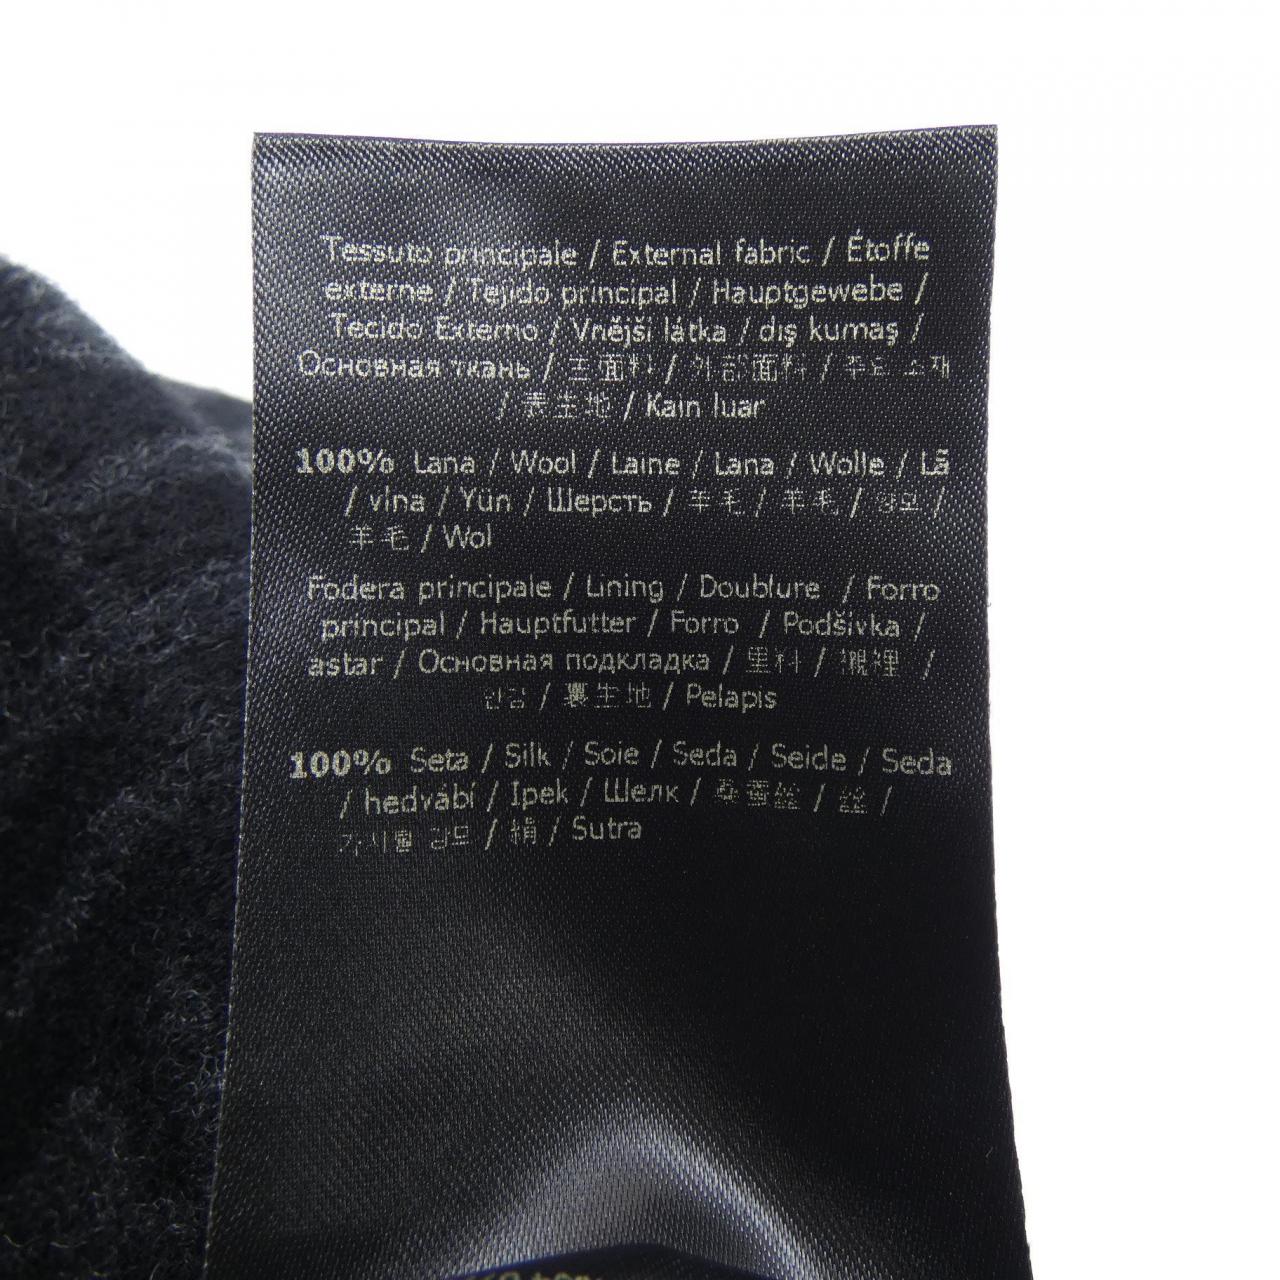 Tessuto principale / External fabric / Étoffe
externe / Tejido principal / Hauptgewebe /
Tecido Externo / Vnější látka / dış kumaş /
Основная ткань / 主面料 / 外部面料 / 주요 소재
/ 表生地 / Kain luar
100% Lana / Wool / Laine / Lana / Wolle / Lã
/ vlna / Yün / Шерсть / 羊毛 / 羊毛 / 양모 /
羊毛 / Wol
Fodera principale / Lining / Doublure / Forro
principal / Hauptfutter / Forro / Podšívka /
astar / Основная подкладка / 里料 / 襯裡 /
안감 / 裏生地 / Pelapis
100% Seta / Silk / Soie / Seda / Seide / Seda
/ hedvábí / İpek / Шелк / 桑蚕丝 / 絲 /
/ 絹 / Sutra